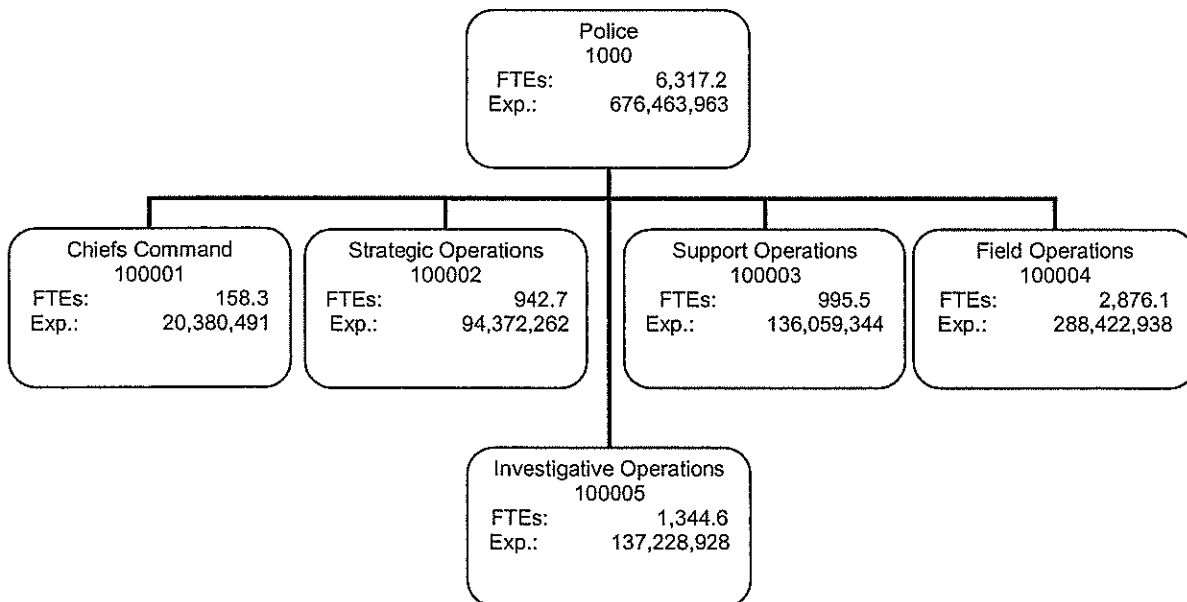 Police
1000
FTEs: 6,317.2
Exp.: 676,463,963
Chiefs Command
100001
FTEs: 158.3
Exp.: 20,380,491
Strategic Operations
100002
FTEs: 942.7
Exp.: 94,372,262
Support Operations
100003
FTEs: 995.5
Exp.: 136,059,344
Field Operations
100004
FTEs: 2,876.1
Exp.: 288,422,938
Investigative Operations
100005
FTEs: 1,344.6
Exp.: 137,228,928